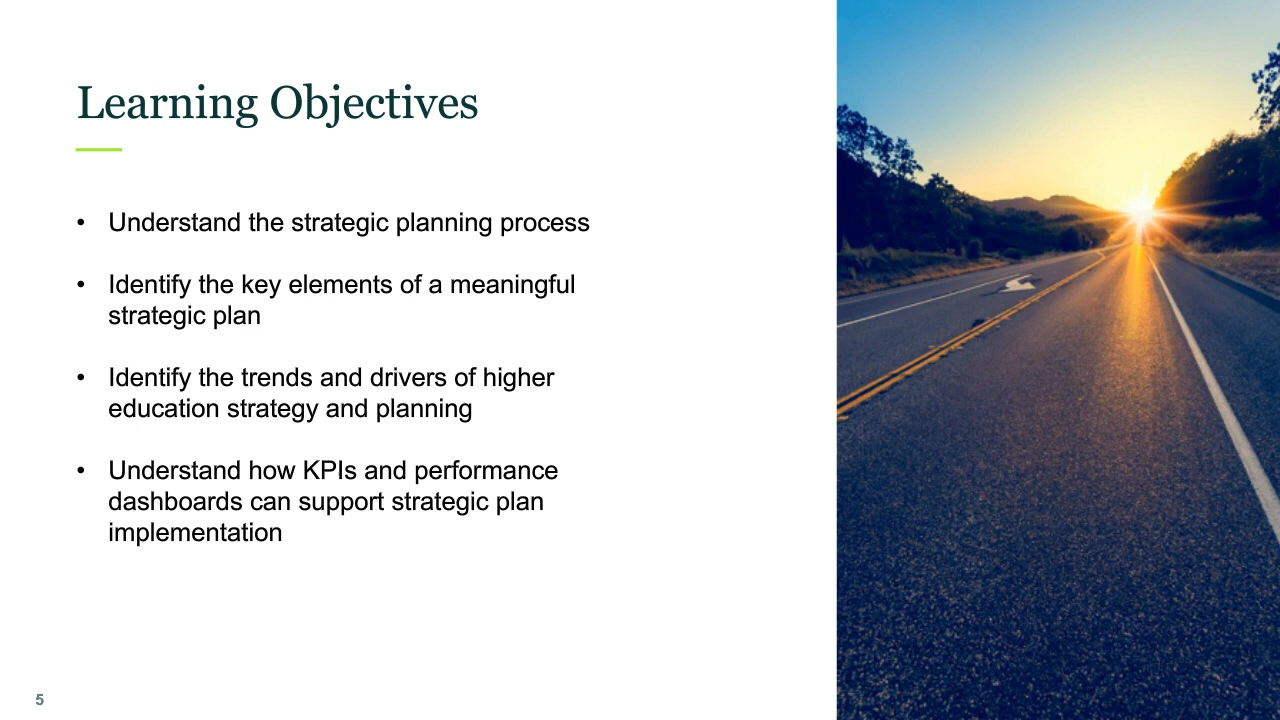 Learning Objectives
• Understand the strategic planning process
• Identify the key elements of a meaningful
strategic plan
• Identify the trends and drivers of higher
education strategy and planning
• Understand how KPIs and performance
dashboards can support strategic plan
implementation
5